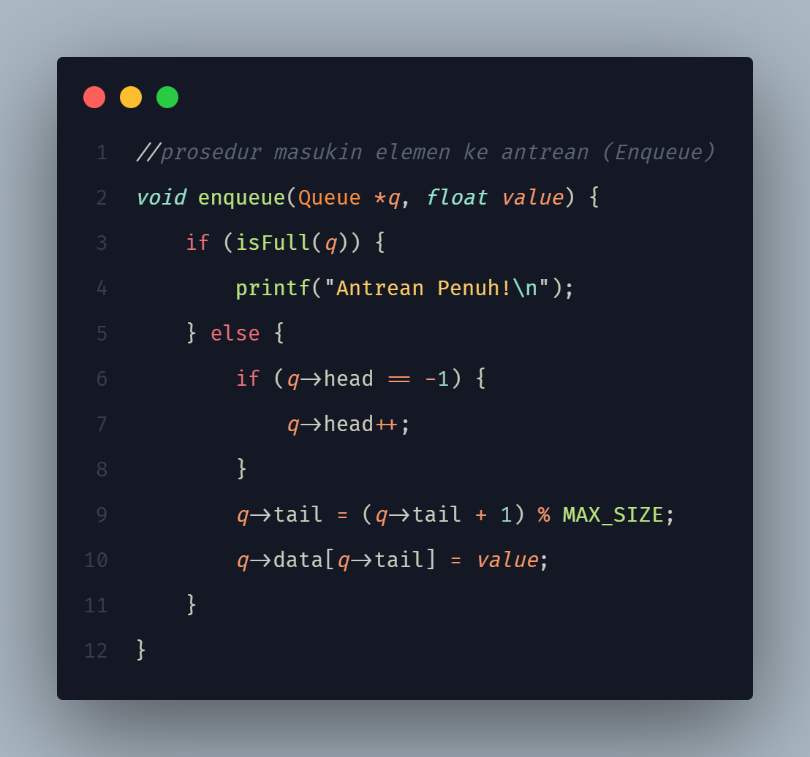 1 //prosedur masukin elemen ke antrean (Enqueue)
2 void enqueue(Queue *q, float value) {
3     if (isFull(q)) {
4         printf("Antrean Penuh!\n");
5     } else {
6         if (q->head == -1) {
7             q->head++;
8         }
9         q->tail = (q->tail + 1) % MAX_SIZE;
10         q->data[q->tail] = value;
11     }
12 }